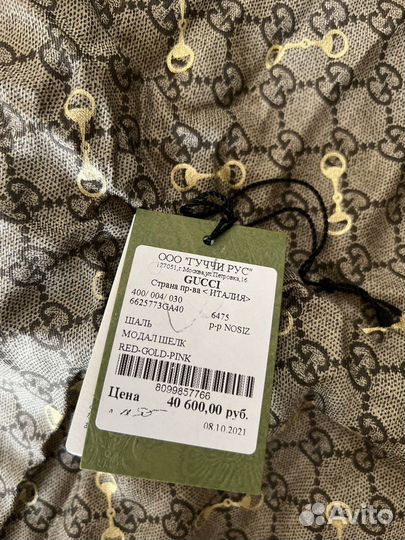 ООО "ГУЧЧИ РУС"
127051,г.Москва,ул.Петровка,16
GUCCI
Страна пр-ва < ИТАЛИЯ>
400/ 004/ 030
6625773GA40 6475
ШАЛЬ р-р NOSIZ
МОДАЛ ШЕЛК
RED-GOLD-PINK
8099857766
Цена 40 600,00 руб.
08.10.2021
Avito